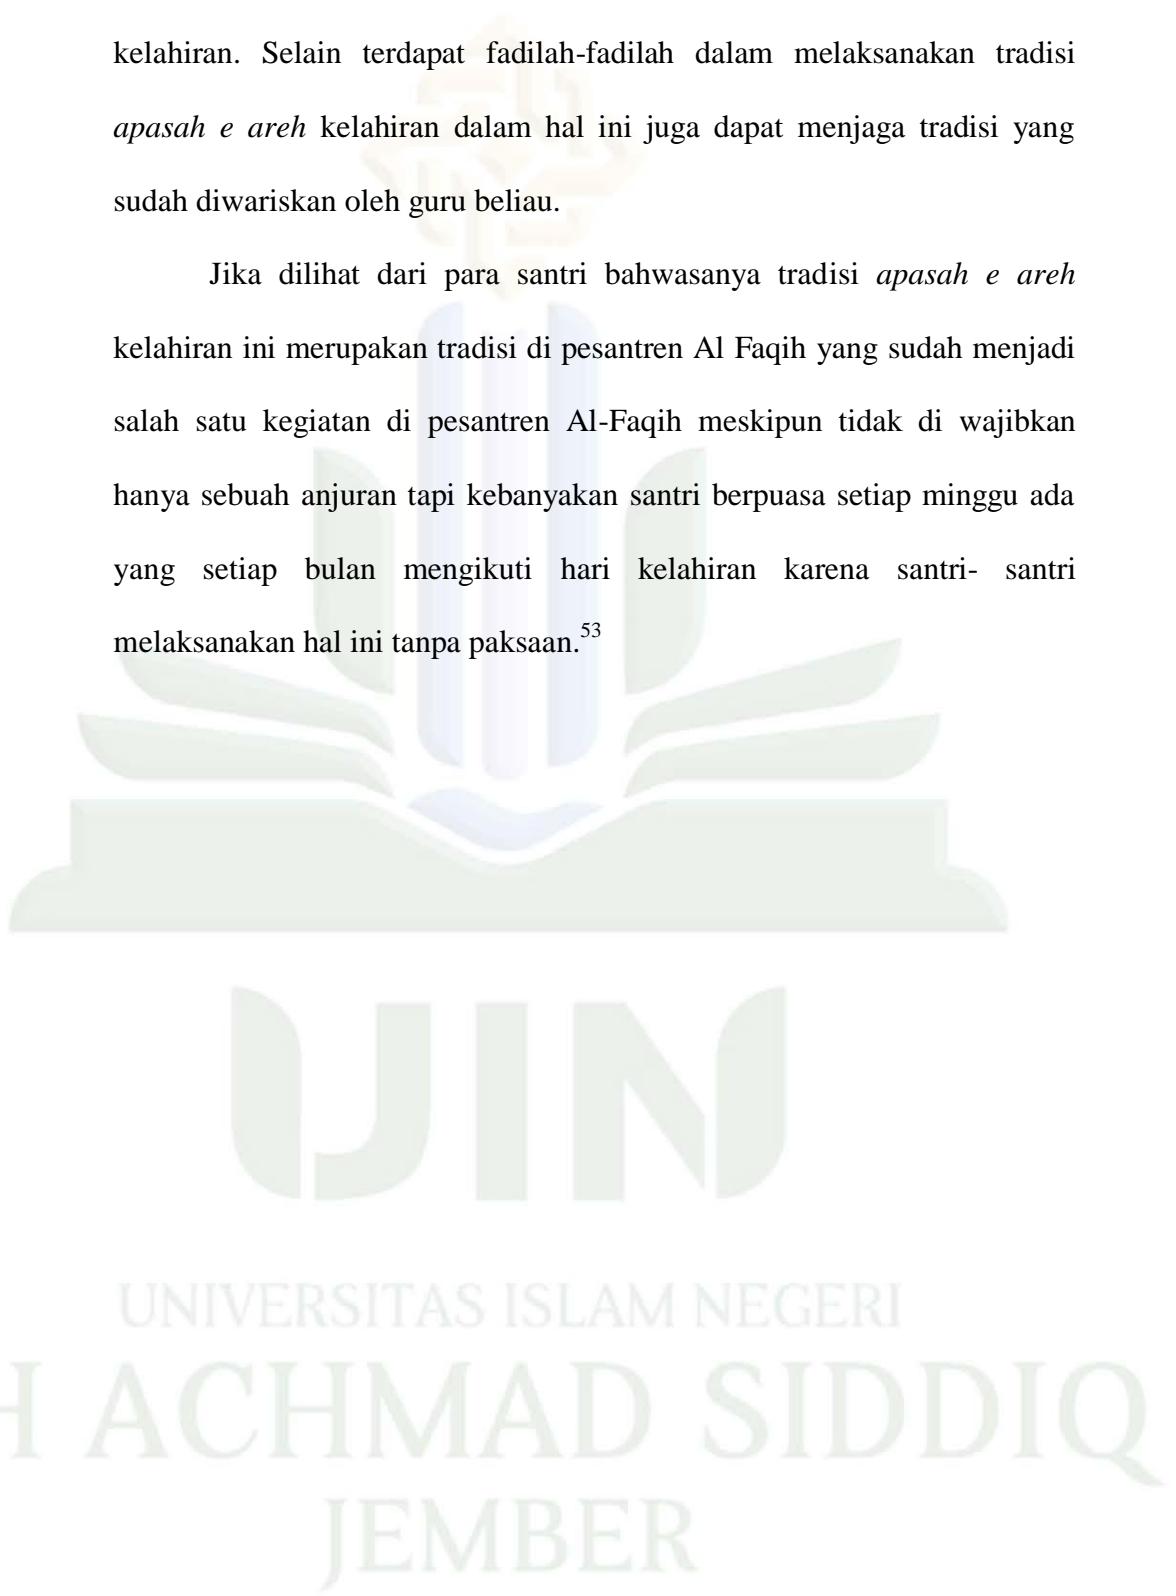 kelahiran. Selain terdapat fadilah-fadilah dalam melaksanakan tradisi
apasah e areh kelahiran dalam hal ini juga dapat menjaga tradisi yang
sudah diwariskan oleh guru beliau.
Jika dilihat dari para santri bahwasanya tradisi apasah e areh
kelahiran ini merupakan tradisi di pesantren Al Faqih yang sudah menjadi
salah satu kegiatan di pesantren Al-Faqih meskipun tidak di wajibkan
hanya sebuah anjuran tapi kebanyakan santri berpuasa setiap minggu ada
yang setiap bulan mengikuti hari kelahiran karena santri- santri
melaksanakan hal ini tanpa paksaan.53
UIN
UNIVERSITAS ISLAM NEGERI
H ACHMAD SIDDIQ
JEMBER